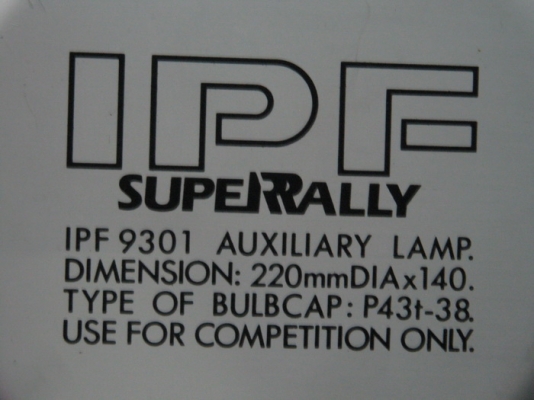 IPF
SUPERRALLY
IPF 9301 AUXILIARY LAMP.
DIMENSION: 220mmDIAx140.
TYPE OF BULBCAP: P43t-38.
USE FOR COMPETITION ONLY.